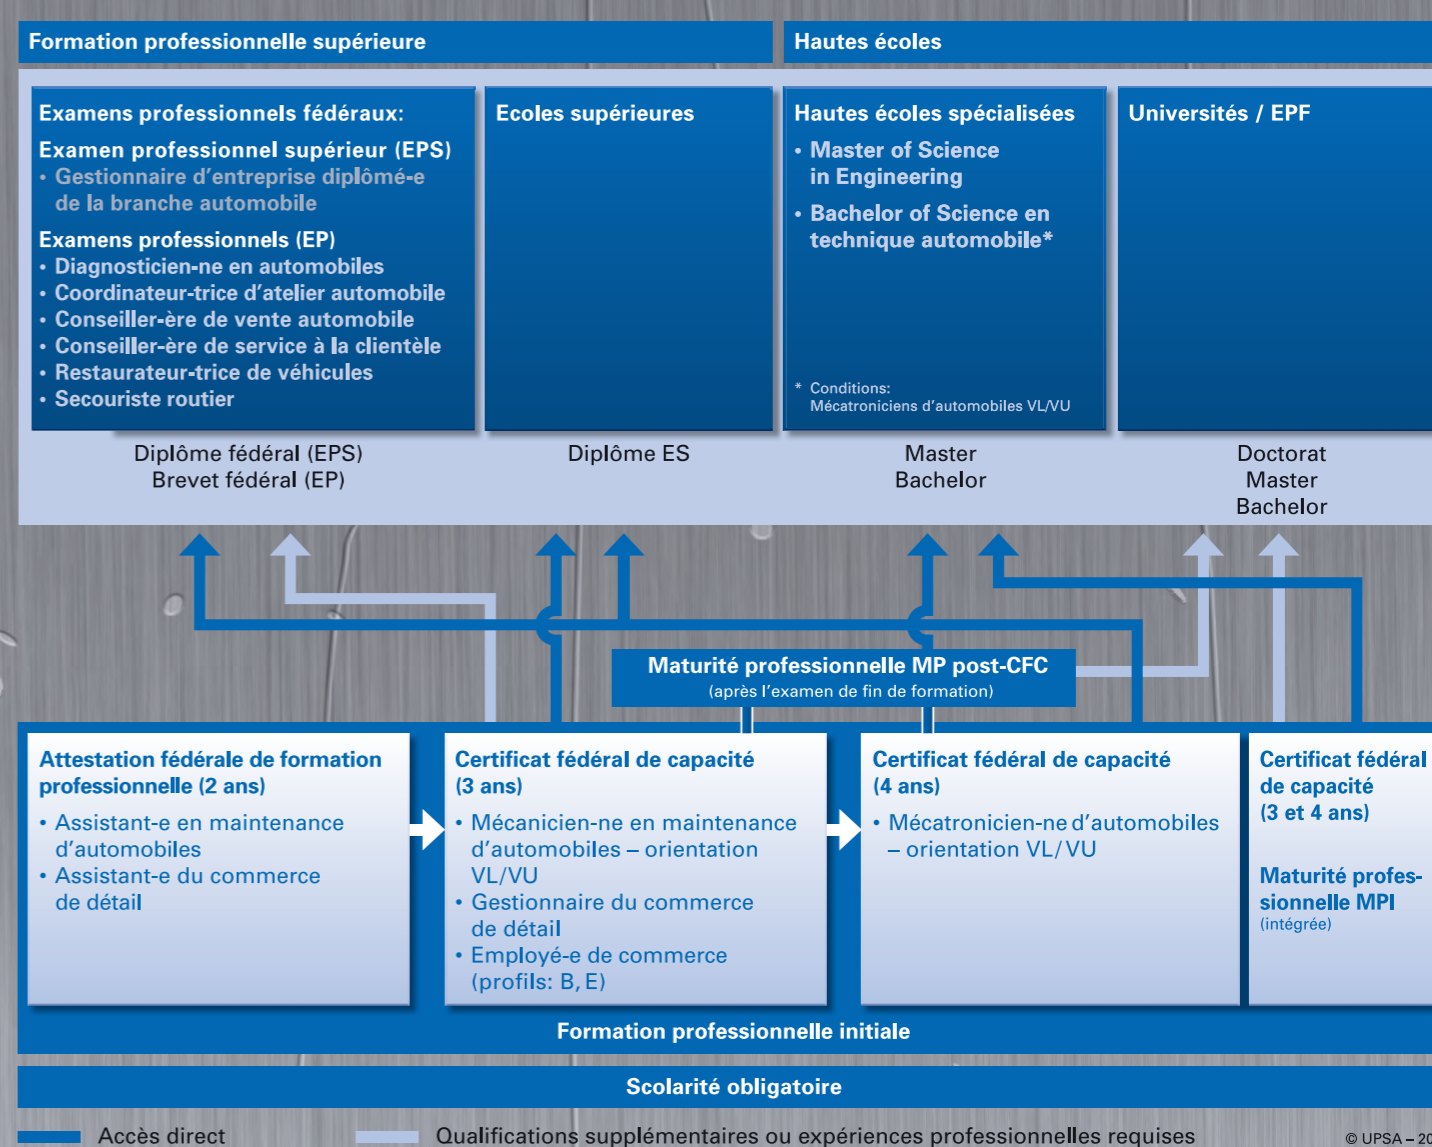 Formation professionnelle supérieure
Hautes écoles
Examens professionnels fédéraux:
Examen professionnel supérieur (EPS)
• Gestionnaire d'entreprise diplômé-e
de la branche automobile
Examens professionnels (EP)
• Diagnosticien-ne en automobiles
• Coordinateur-trice d'atelier automobile
• Conseiller-ère de vente automobile
• Conseiller-ère de service à la clientèle
• Restaurateur-trice de véhicules
• Secouriste routier
Diplôme fédéral (EPS)
Brevet fédéral (EP)
Ecoles supérieures
Diplôme ES
Hautes écoles spécialisées
• Master of Science
in Engineering
• Bachelor of Science en
technique automobile*
* Conditions:
Mécatroniciens d'automobiles VL/VU
Master
Bachelor
Universités / EPF
Doctorat
Master
Bachelor
Maturité professionnelle MP post-CFC
(après l'examen de fin de formation)
Attestation fédérale de formation
professionnelle (2 ans)
• Assistant-e en maintenance
d'automobiles
• Assistant-e du commerce
de détail
Certificat fédéral de capacité
(3 ans)
• Mécanicien-ne en maintenance
d'automobiles – orientation
VL/VU
• Gestionnaire du commerce
de détail
• Employé-e de commerce
(profils: B, E)
Certificat fédéral de capacité
(4 ans)
• Mécatronicien-ne d'automobiles
– orientation VL/VU
Certificat fédéral
de capacité
(3 et 4 ans)
Maturité profes-
sionnelle MPI
(intégrée)
Formation professionnelle initiale
Scolarité obligatoire
Accès direct
Qualifications supplémentaires ou expériences professionnelles requises
© UPSA –